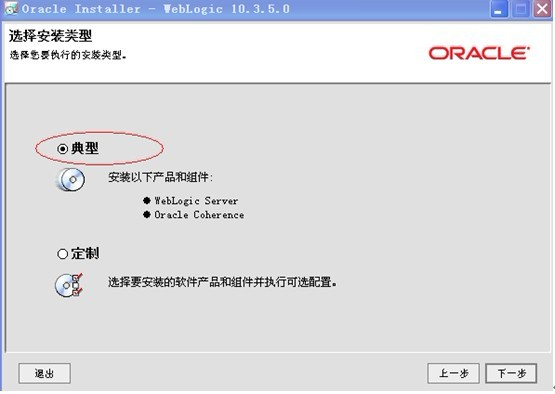 Oracle Installer - WebLogic 10.3.5.0
选择安装类型
选择您要执行的安装类型。
ORACLE
典型
安装以下产品和组件:
WebLogic Server
Oracle Coherence
定制
选择要安装的软件产品和组件并执行可选配置。
退出
上一步
下一步